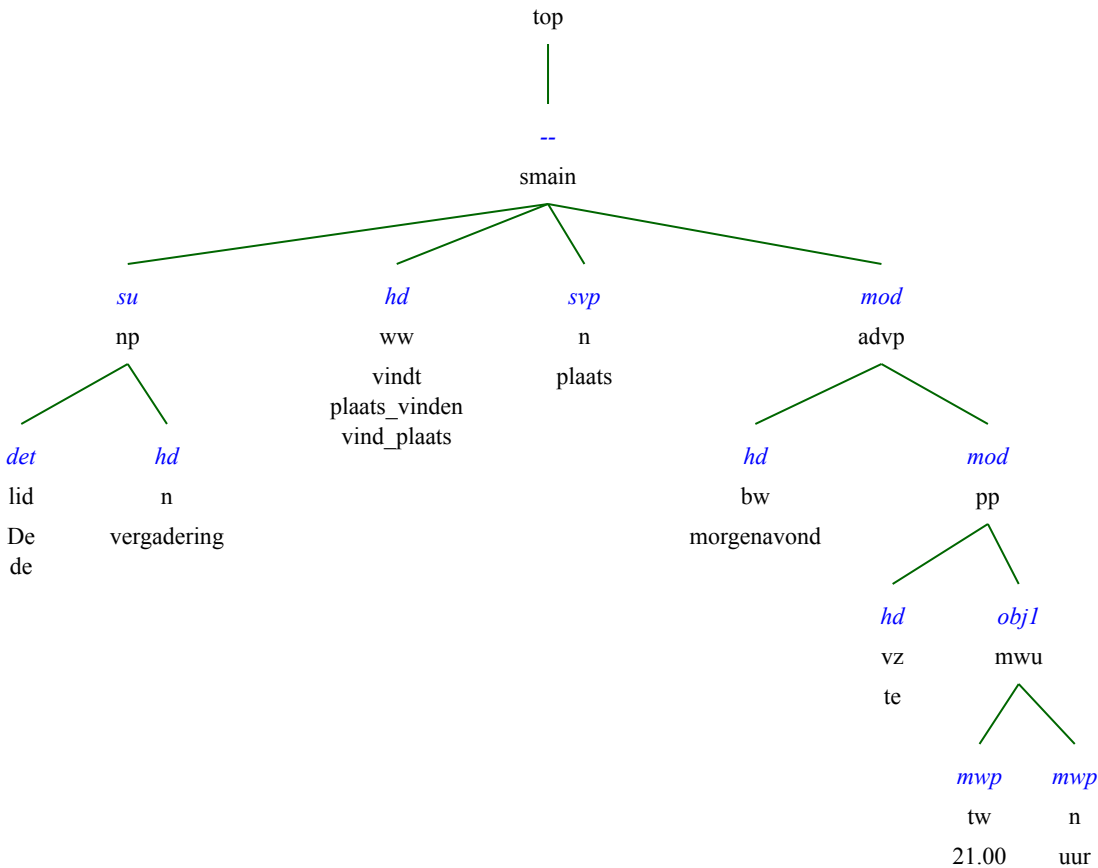 top
--
smain
su hd svp mod
np ww n advp
vindt plaats
plaats_vinden
vind_plaats
det hd hd mod
lid n bw pp
De vergadering morgenavond
de
hd obj1
vz mwu
te
mwp mwp
tw n
21.00 uur